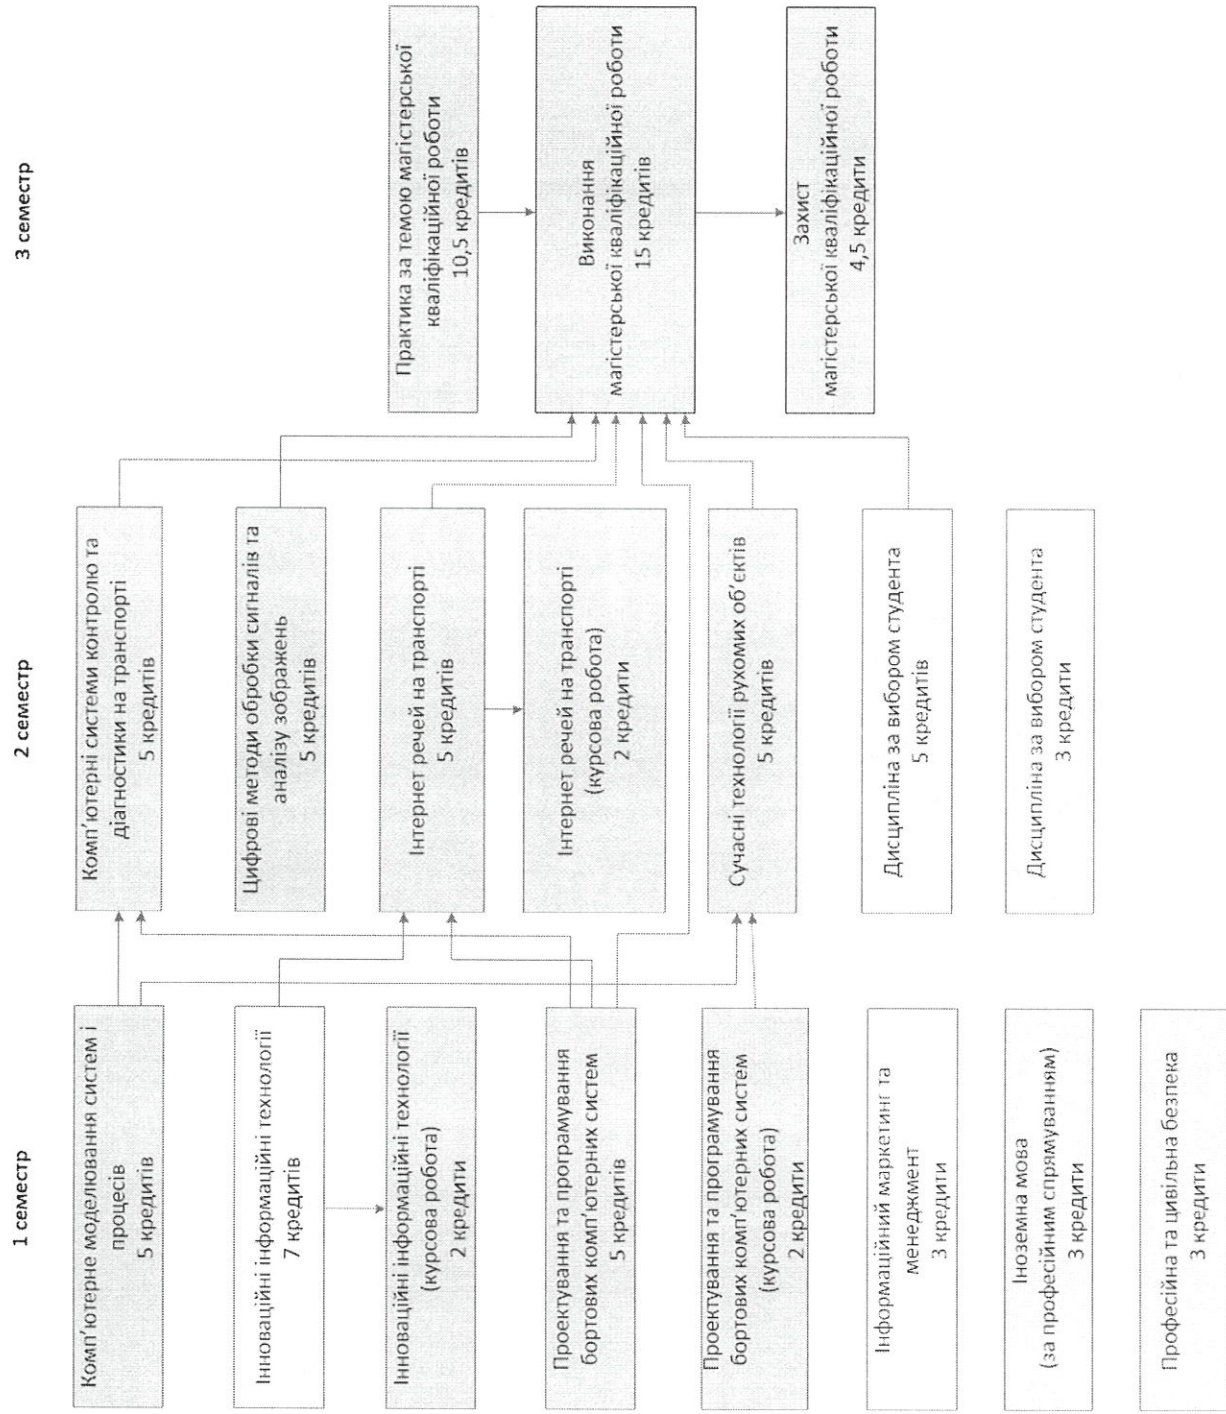 1 семестр
Комп'ютерне моделювання систем і
процесів
5 кредитів
Інноваційні інформаційні технології
7 кредитів
Інноваційні інформаційні технології
(курсова робота)
2 кредити
Проектування та програмування
бортових комп'ютерних систем
5 кредитів
Проектування та програмування
бортових комп'ютерних систем
(курсова робота)
2 кредити
Інформаційний маркетинг та
менеджмент
3 кредити
Іноземна мова
(за професійним спрямуванням)
3 кредити
Професійна та цивільна безпека
3 кредити
2 семестр
Комп'ютерні системи контролю та
діагностики на транспорті
5 кредитів
Цифрові методи обробки сигналів та
аналізу зображень
5 кредитів
Інтернет речей на транспорті
5 кредитів
Інтернет речей на транспорті
(курсова робота)
2 кредити
Сучасні технології рухомих об'єктів
5 кредитів
Дисципліна за вибором студента
5 кредитів
Дисципліна за вибором студента
3 кредити
3 семестр
Практика за темою магістерської
кваліфікаційної роботи
10,5 кредитів
Виконання
магістерської кваліфікаційної роботи
15 кредитів
Захист
магістерської кваліфікаційної роботи
4,5 кредити